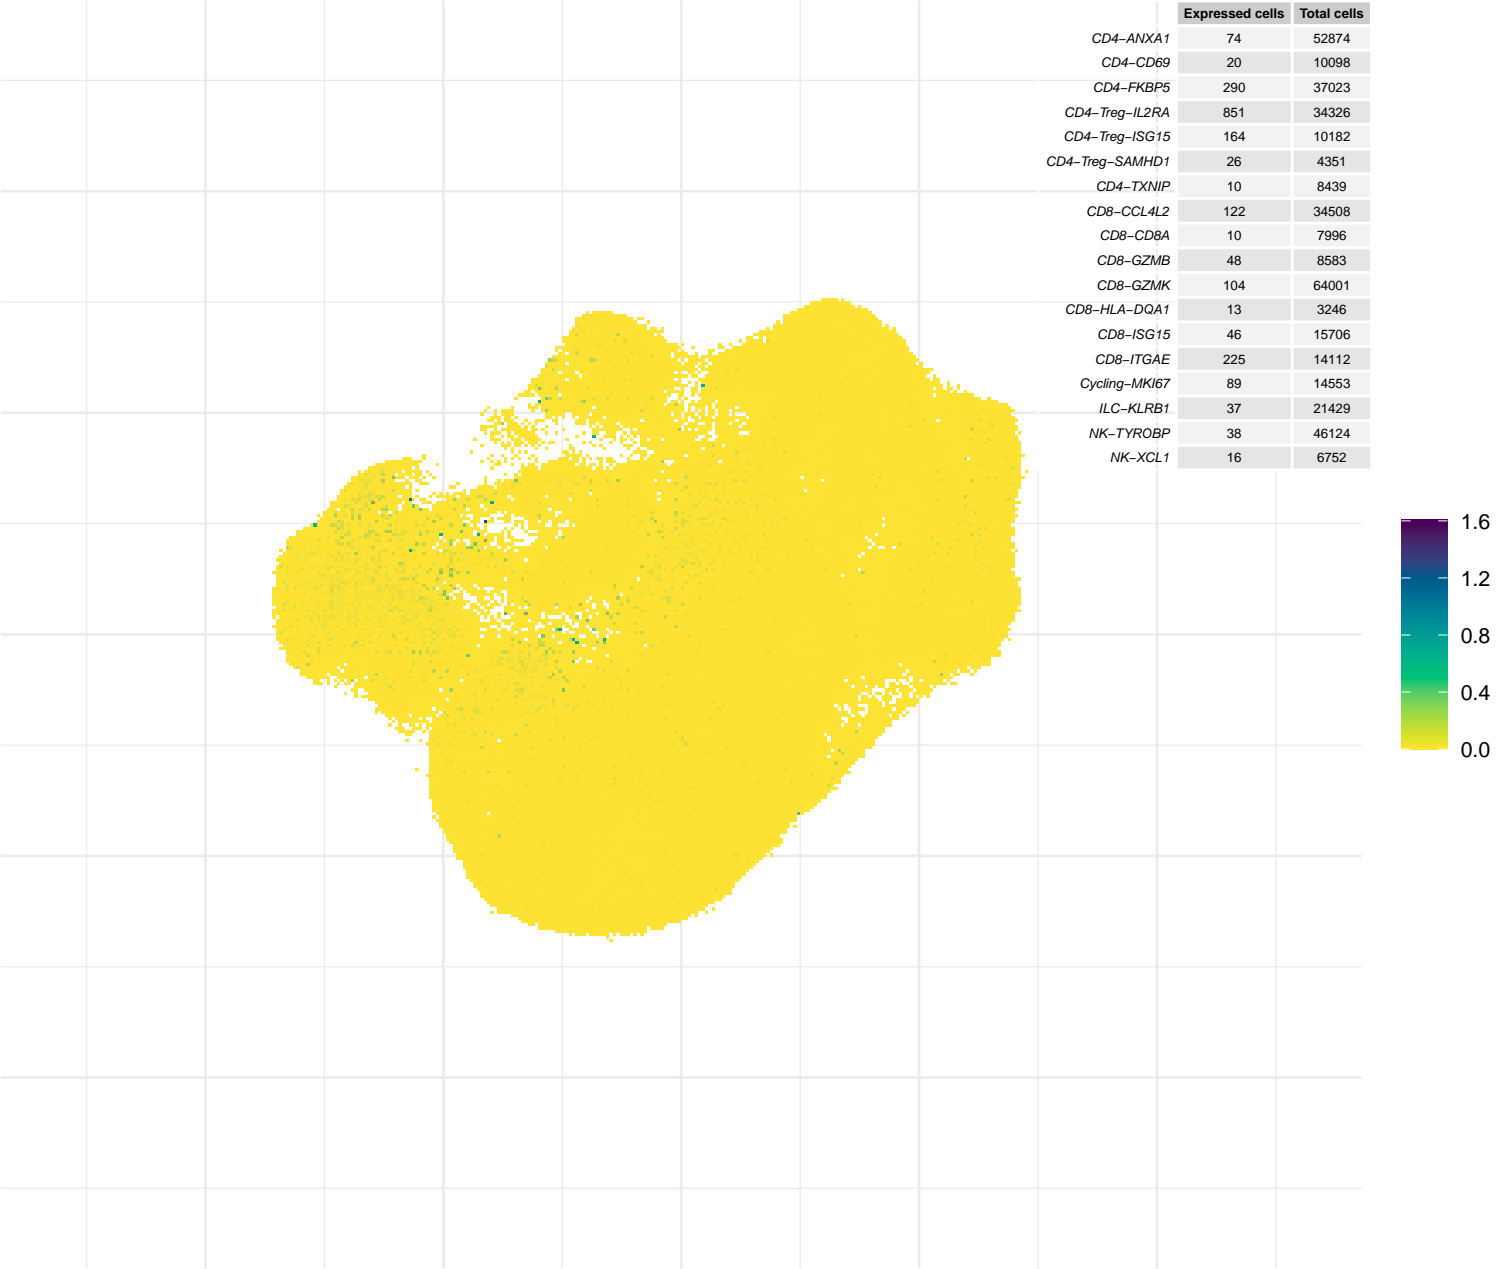 Expressed cells Total cells
CD4−ANXA1 74 52874
CD4−CD69 20 10098
CD4−FKBP5 290 37023
CD4−Treg−IL2RA 851 34326
CD4−Treg−ISG15 164 10182
CD4−Treg−SAMHD1 26 4351
CD4−TXNIP 10 8439
CD8−CCL4L2 122 34508
CD8−CD8A 10 7996
CD8−GZMB 48 8583
CD8−GZMK 104 64001
CD8−HLA−DQA1 13 3246
CD8−ISG15 46 15706
CD8−ITGAE 225 14112
Cycling−MKI67 89 14553
ILC−KLRB1 37 21429
NK−TYROBP 38 46124
NK−XCL1 16 6752
1.6
1.2
0.8
0.4
0.0